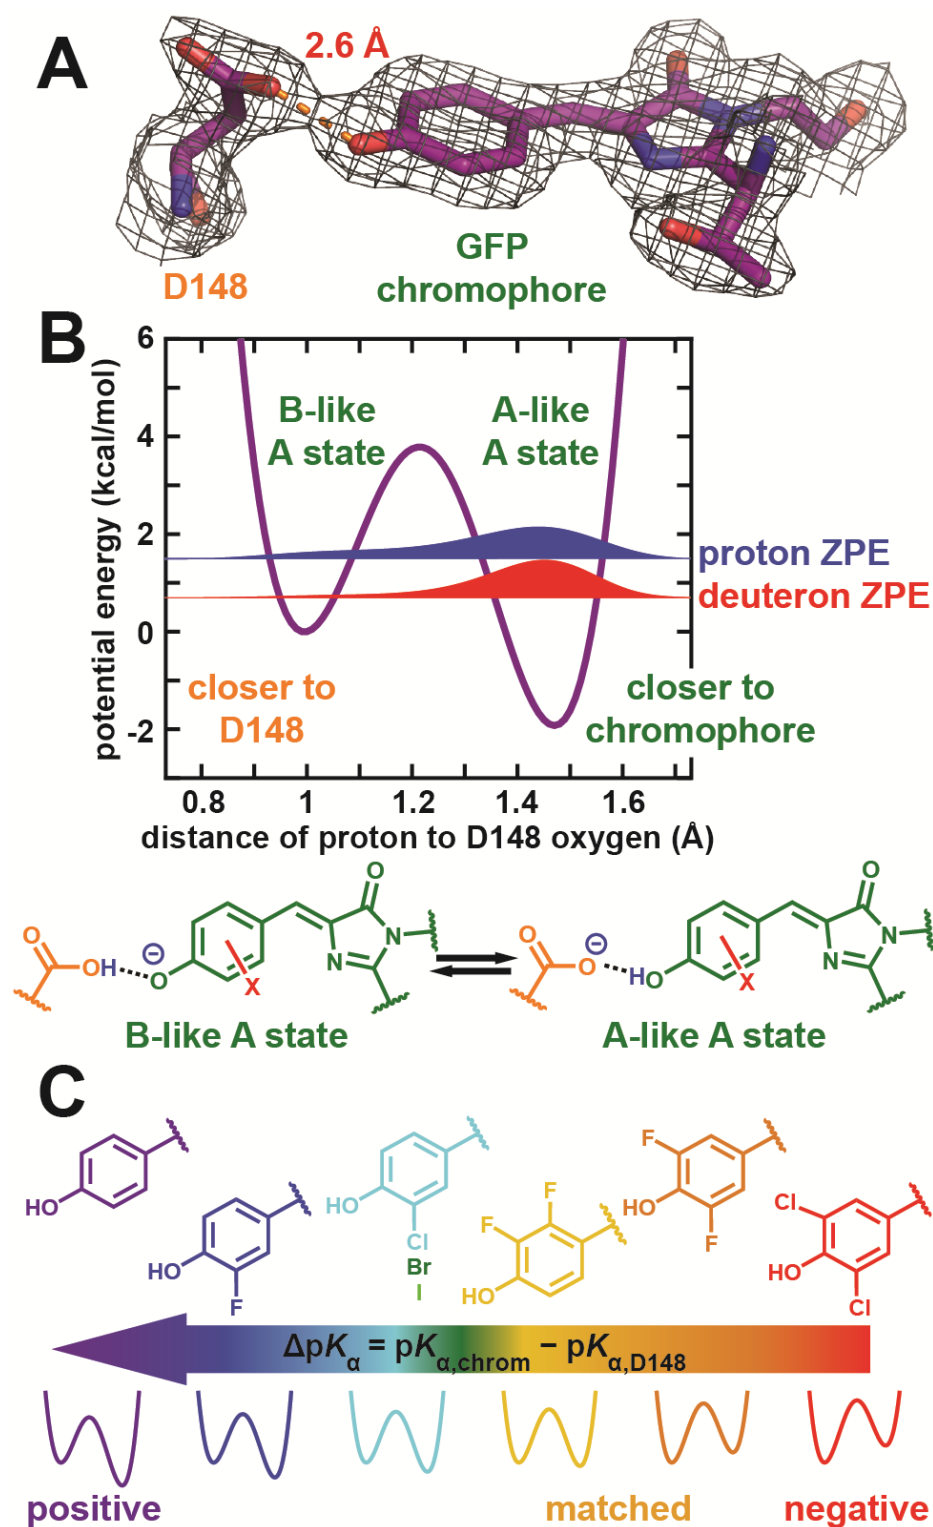 A
2.6 Å
D148
GFP
chromophore
B
potential energy (kcal/mol)
6
4
2
0
-2
B-like
A state
A-like
A state
proton ZPE
deuteron ZPE
closer to
D148
closer to
chromophore
0.8 1 1.2 1.4 1.6
distance of proton to D148 oxygen (Å)
O
OH
⊖
O
X
O
N
N
O
O
⊖
HO
X
O
N
N
B-like A state
A-like A state
C
HO
HO
F
HO
Cl
Br
I
F
F
HO
F
HO
F
Cl
HO
Cl
ΔpKα = pKα,chrom − pKα,D148
positive
matched
negative